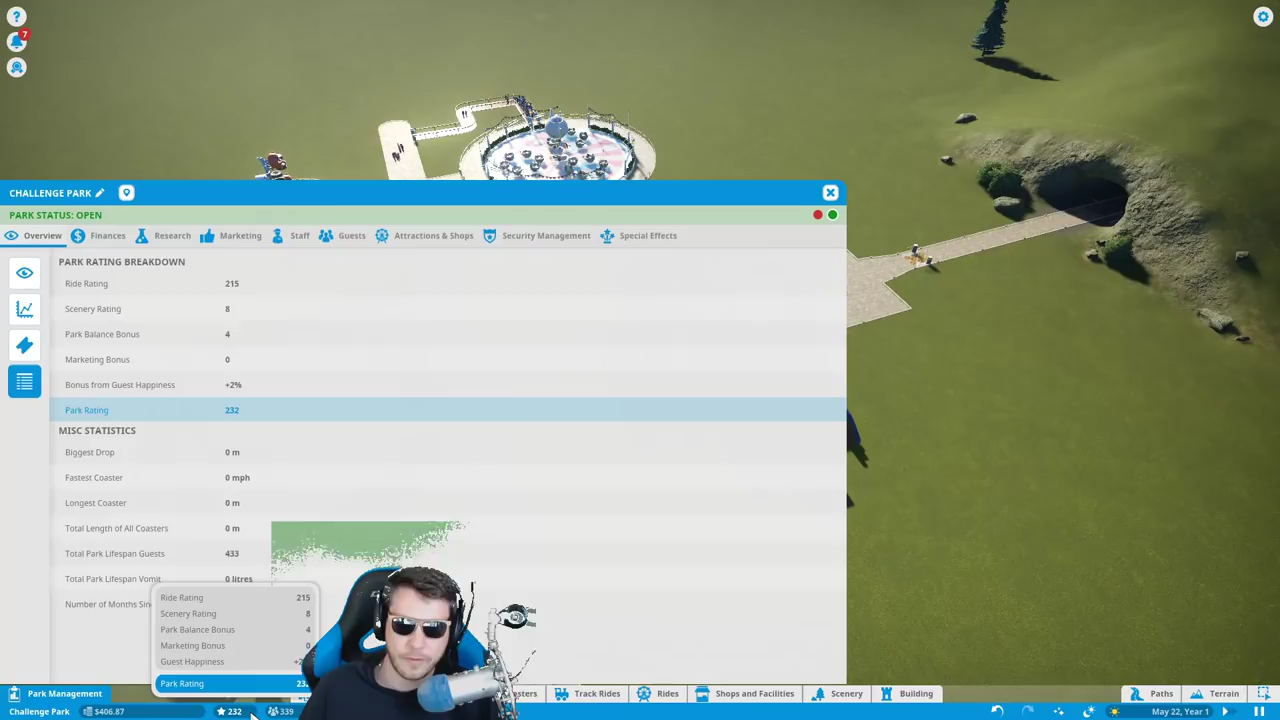 ?
7
CHALLENGE PARK
PARK STATUS: OPEN
Overview Finances Research Marketing Staff Guests Attractions & Shops Security Management Special Effects
PARK RATING BREAKDOWN
Ride Rating 215
Scenery Rating 8
Park Balance Bonus 4
Marketing Bonus 0
Bonus from Guest Happiness +2%
Park Rating 232
MISC STATISTICS
Biggest Drop 0 m
Fastest Coaster 0 mph
Longest Coaster 0 m
Total Length of All Coasters 0 m
Total Park Lifespan Guests 433
Total Park Lifespan Vomit 0 litres
Number of Months
Ride Rating 215
Scenery Rating 8
Park Balance Bonus 4
Marketing Bonus 0
Guest Happiness
Park Rating
Park Management Track Rides Rides Shops and Facilities Scenery Building Paths Terrain
Challenge Park $406.87 232 339 May 22, Year 1